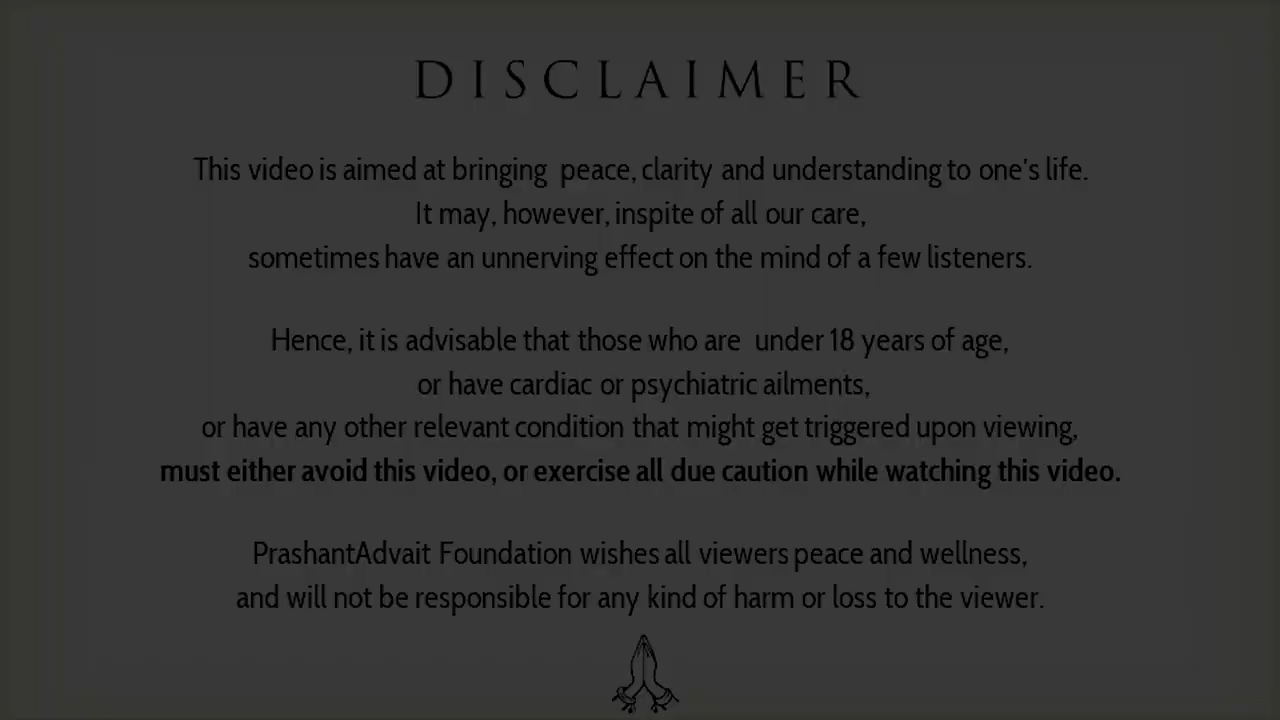 DISCLAIMER
This video is aimed at bringing peace, clarity and understanding to one's life.
It may, however, inspite of all our care,
sometimes have an unnerving effect on the mind of a few listeners.
Hence, it is advisable that those who are under 18 years of age,
or have cardiac or psychiatric ailments,
or have any other relevant condition that might get triggered upon viewing,
must either avoid this video, or exercise all due caution while watching this video.
PrashantAdvait Foundation wishes all viewers peace and wellness,
and will not be responsible for any kind of harm or loss to the viewer.